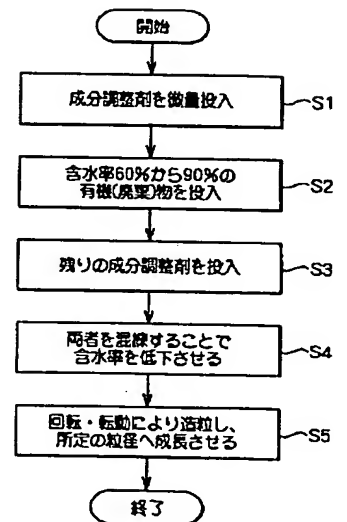 開始
成分調整剤を微量投入
S1
含水率60%から90%の
有機(廃棄)物を投入
S2
残りの成分調整剤を投入
S3
両者を混練することで
含水率を低下させる
S4
回転・転動により造粒し、
所定の粒径へ成長させる
S5
終了